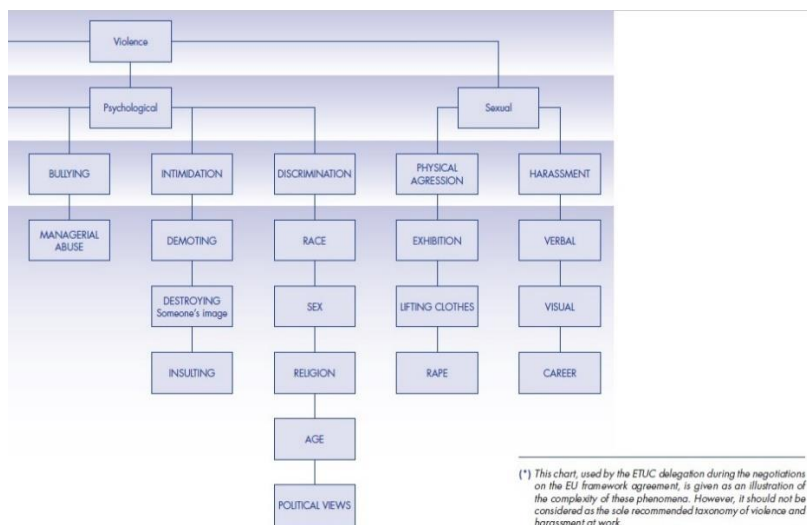 Violence
Psychological
Sexual
BULLYING
INTIMIDATION
DISCRIMINATION
PHYSICAL
AGRESSION
HARASSMENT
MANAGERIAL
ABUSE
DEMOTING
RACE
EXHIBITION
VERBAL
DESTROYING
Someone's image
SEX
LIFTING CLOTHES
VISUAL
INSULTING
RELIGION
RAPE
CAREER
AGE
POLITICAL VIEWS
(*) This chart, used by the ETUC delegation during the negotiations
on the EU framework agreement, is given as an illustration of
the complexity of these phenomena. However, it should not be
considered as the sole recommended taxonomy of violence and
harassment at work